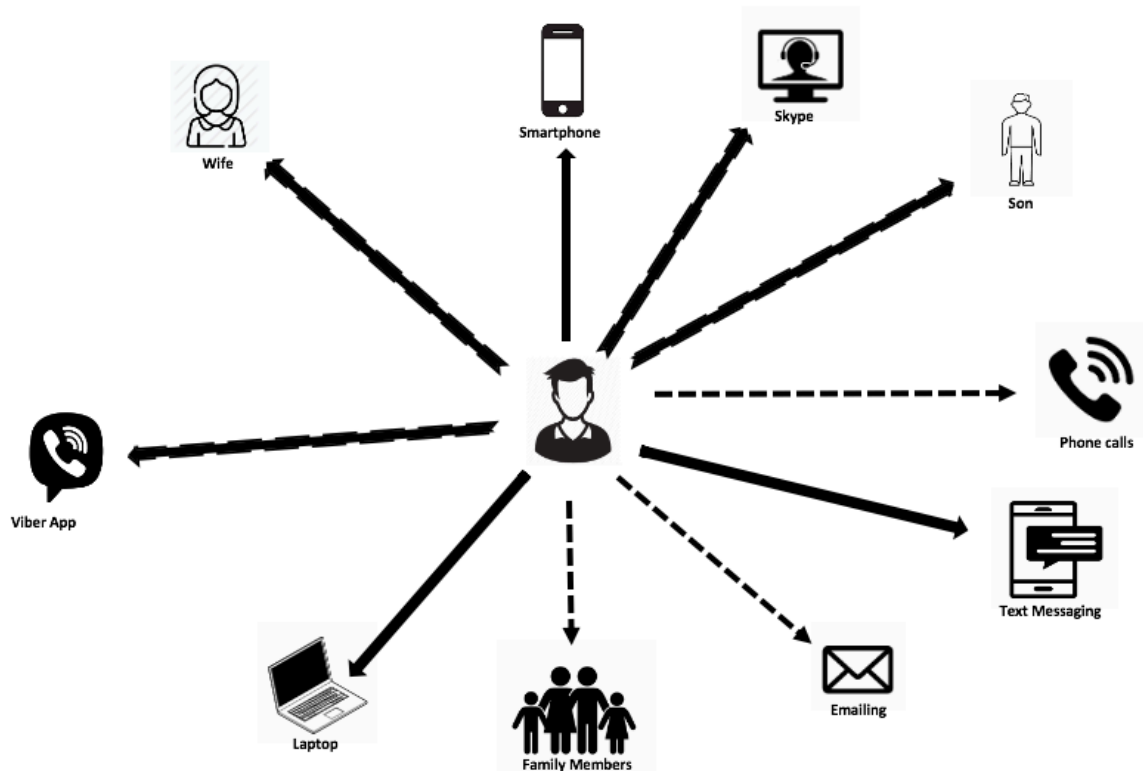 Smartphone
Skype
Wife
Son
Phone calls
Viber App
Text Messaging
Emailing
Laptop
Family Members